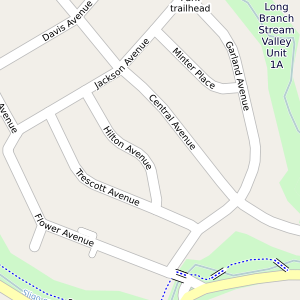 trailhead
Long
Branch
Stream
Valley
Unit
1A
Davis Avenue
Jackson Avenue
Minter Place
Garland Avenue
Central Avenue
Avenue
Hilton Avenue
Trescott Avenue
Flower Avenue